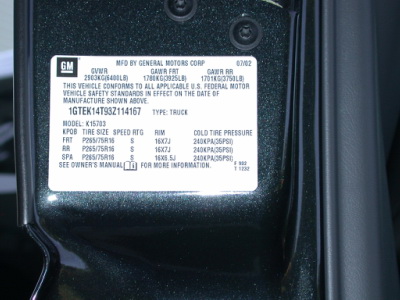 GM
MFD BY GENERAL MOTORS CORP 07/02
GVWR GAWR FRT GAWR RR
2903KG(6400LB) 1780KG(3925LB) 1701KG(3750LB)
THIS VEHICLE CONFORMS TO ALL APPLICABLE U.S. FEDERAL MOTOR
VEHICLE SAFETY STANDARDS IN EFFECT ON THE DATE OF
MANUFACTURE SHOWN ABOVE.
1GTEK14T93Z114167 TYPE: TRUCK
MODEL: K15703
KPOB TIRE SIZE SPEED RTG RIM COLD TIRE PRESSURE
FRT P265/75R16 S 16X7J 240KPA(35PSI)
RR P265/75R16 S 16X7J 240KPA(35PSI)
SPA P265/75R16 S 16X6.5J 240KPA(35PSI)
SEE OWNER'S MANUAL FOR MORE INFORMATION.
T 1232